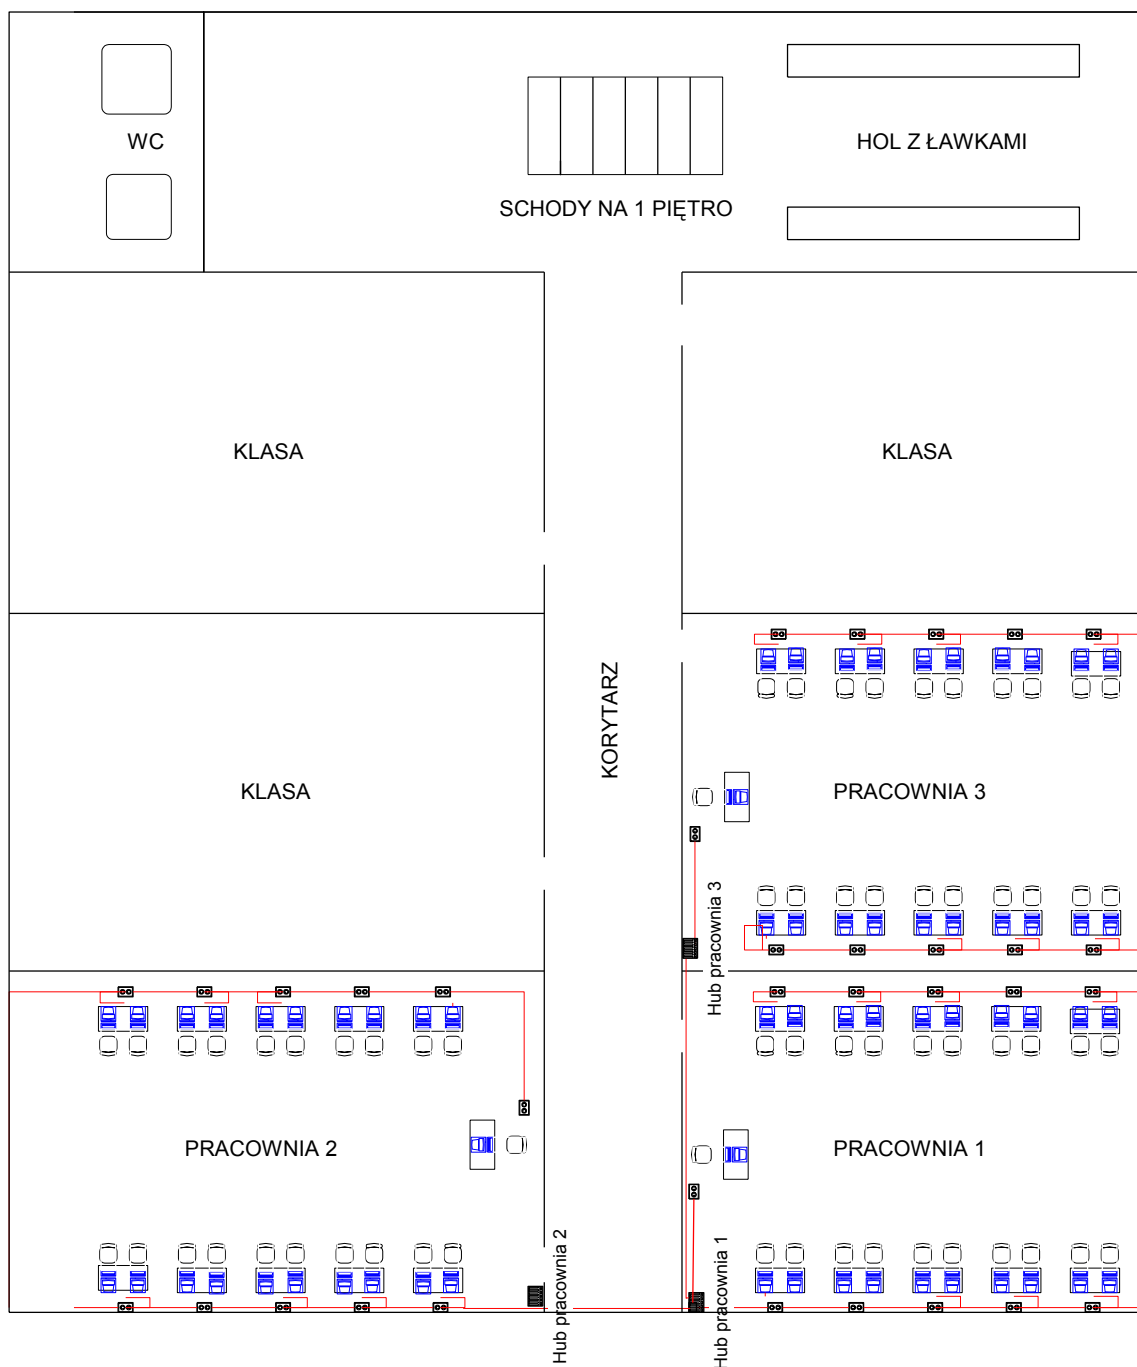 WC
HOL Z ŁAWKAMI
SCHODY NA 1 PIĘTRO
KLASA
KLASA
KORYTARZ
KLASA
PRACOWNIA 3
Hub pracownia 3
PRACOWNIA 2
PRACOWNIA 1
Hub pracownia 2
Hub pracownia 1